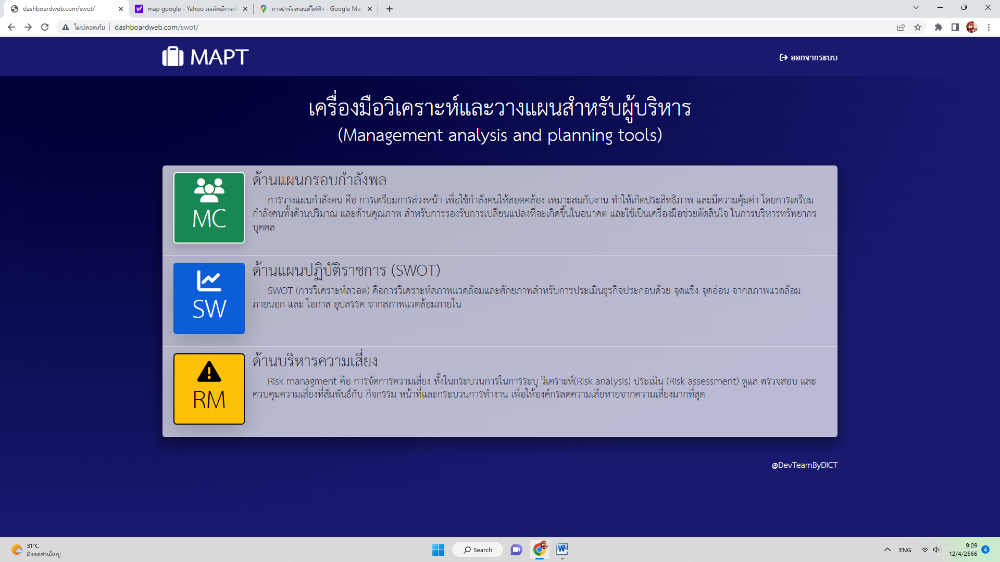 dashboardweb.com/swot/
map google - Yahoo ผลลัพธ์การค้น
การชาร์จรถยนต์ไฟฟ้า - Google Map
ไม่ปลอดภัย
dashboardweb.com/swot/
MAPT
ออกจากระบบ
เครื่องมือวิเคราะห์และวางแผนสำหรับผู้บริหาร
(Management analysis and planning tools)
MC
ด้านแผนกรอบกำลังพล
การวางแผนกำลังคน คือ การเตรียมการล่วงหน้า เพื่อใช้กำลังคนให้สอดคล้อง เหมาะสมกับงาน ทำให้เกิดประสิทธิภาพ และมีความคุ้มค่า โดยการเตรียม
กำลังคนทั้งด้านปริมาณ และด้านคุณภาพ สำหรับการรองรับการเปลี่ยนแปลงที่จะเกิดขึ้นในอนาคต และใช้เป็นเครื่องมือช่วยตัดสินใจ ในการบริหารทรัพยากร
บุคคล
SW
ด้านแผนปฏิบัติราชการ (SWOT)
SWOT (การวิเคราะห์สวอต) คือการวิเคราะห์สภาพแวดล้อมและศักยภาพสำหรับการประเมินธุรกิจประกอบด้วย จุดแข็ง จุดอ่อน จากสภาพแวดล้อม
ภายนอก และ โอกาส อุปสรรค จากสภาพแวดล้อมภายใน
RM
ด้านบริหารความเสี่ยง
Risk managment คือ การจัดการความเสี่ยง ทั้งในกระบวนการในการระบุ วิเคราะห์(Risk analysis) ประเมิน (Risk assessment) ดูแล ตรวจสอบ และ
ควบคุมความเสี่ยงที่สัมพันธ์กับ กิจกรรม หน้าที่และกระบวนการทำงาน เพื่อให้องค์กรลดความเสียหายจากความเสี่ยงมากที่สุด
@DevTeamByDICT
31°C
มีแดดส่วนใหญ่
Search
ENG
9:09
12/4/2566
4